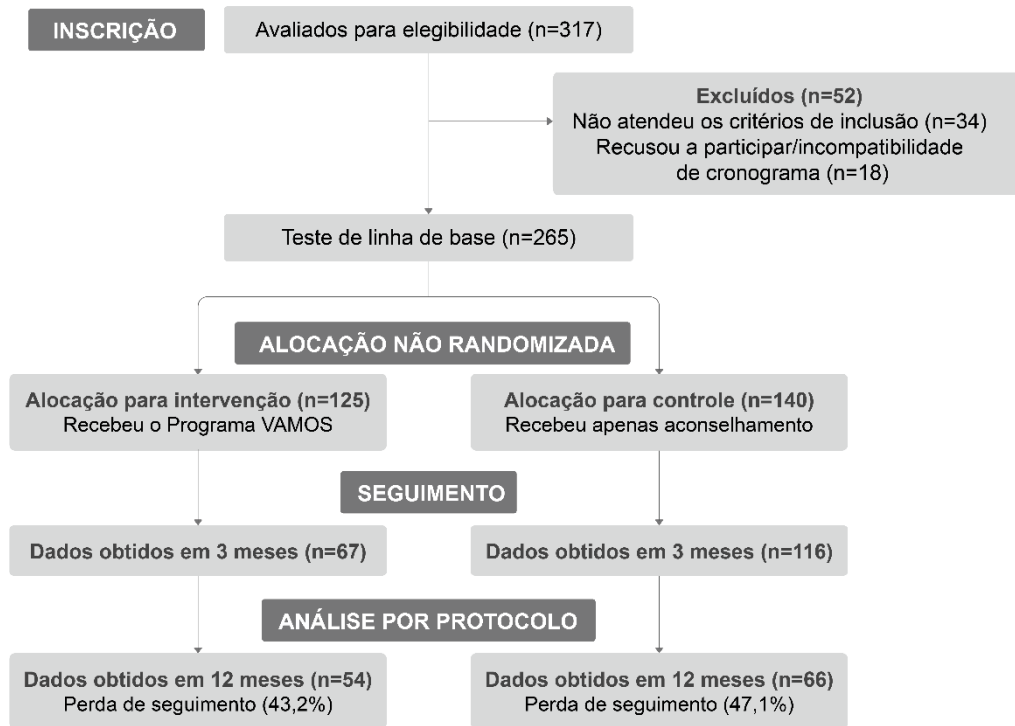 INSCRIÇÃO
Avaliados para elegibilidade (n=317)
Excluídos (n=52)
Não atendeu os critérios de inclusão (n=34)
Recusou a participar/incompatibilidade
de cronograma (n=18)
Teste de linha de base (n=265)
ALOCAÇÃO NÃO RANDOMIZADA
Alocação para intervenção (n=125)
Recebeu o Programa VAMOS
Alocação para controle (n=140)
Recebeu apenas aconselhamento
SEGUIMENTO
Dados obtidos em 3 meses (n=67)
Dados obtidos em 3 meses (n=116)
ANÁLISE POR PROTOCOLO
Dados obtidos em 12 meses (n=54)
Perda de seguimento (43,2%)
Dados obtidos em 12 meses (n=66)
Perda de seguimento (47,1%)